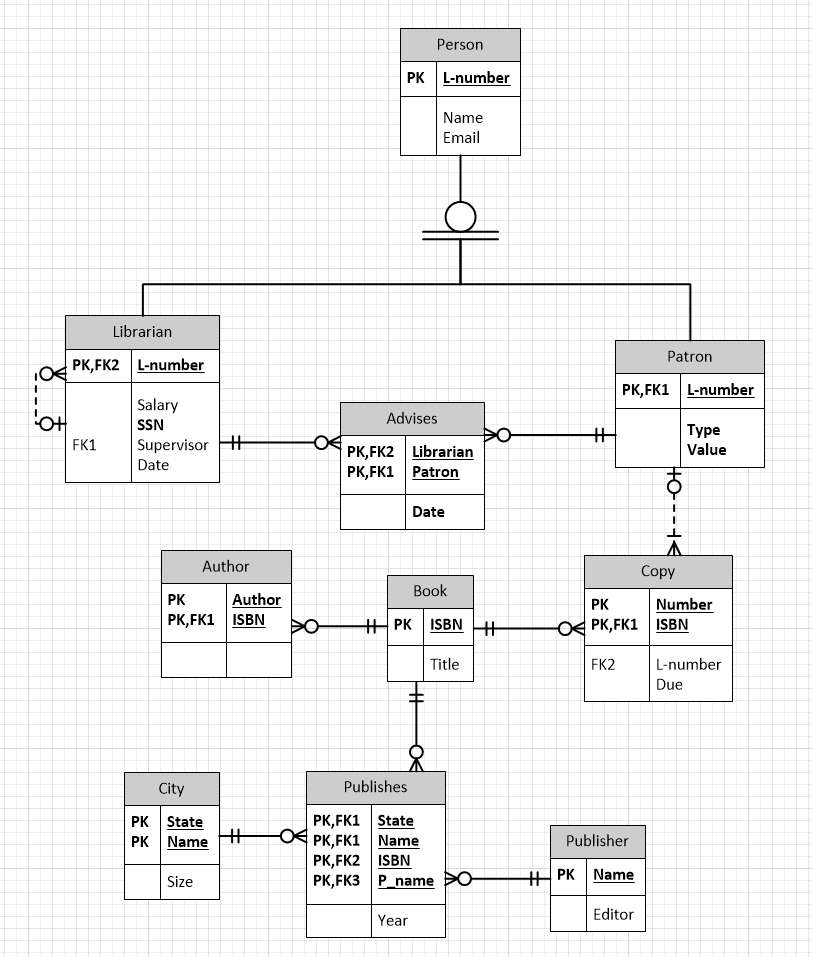 Person
PK L-number
Name
Email
Librarian
PK,FK2 L-number
Salary
SSN
FK1 Supervisor
Date
Patron
PK,FK1 L-number
Type
Value
Advises
PK,FK2 Librarian
PK,FK1 Patron
Date
Author
PK Author
PK,FK1 ISBN
Book
PK ISBN
Title
Copy
PK Number
PK,FK1 ISBN
FK2 L-number
Due
City
PK State
PK Name
Size
Publishes
PK,FK1 State
PK,FK1 Name
PK,FK2 ISBN
PK,FK3 P_name
Year
Publisher
PK Name
Editor